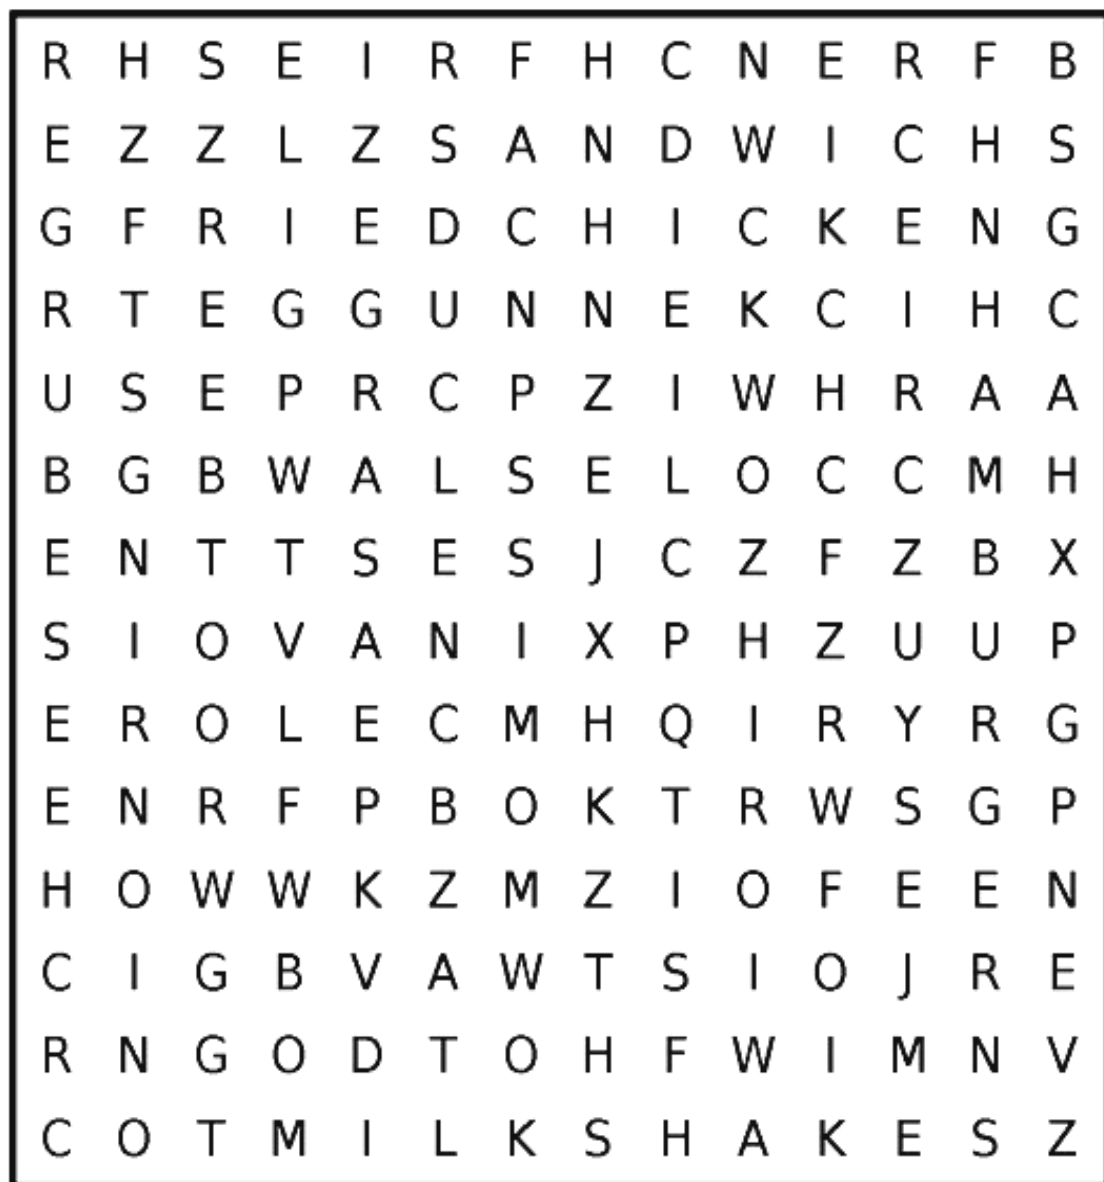 R H S E I R F H C N E R F B
E Z Z L Z S A N D W I C H S
G F R I E D C H I C K E N G
R T E G G U N N E K C I H C
U S E P R C P Z I W H R A A
B G B W A L S E L O C C M H
E N T T S E S J C Z F Z B X
S I O V A N I X P H Z U U P
E R O L E C M H Q I R Y R G
E N R F P B O K T R W S G P
H O W W K Z M Z I O F E E N
C I G B V A W T S I O J R E
R N G O D T O H F W I M N V
C O T M I L K S H A K E S Z